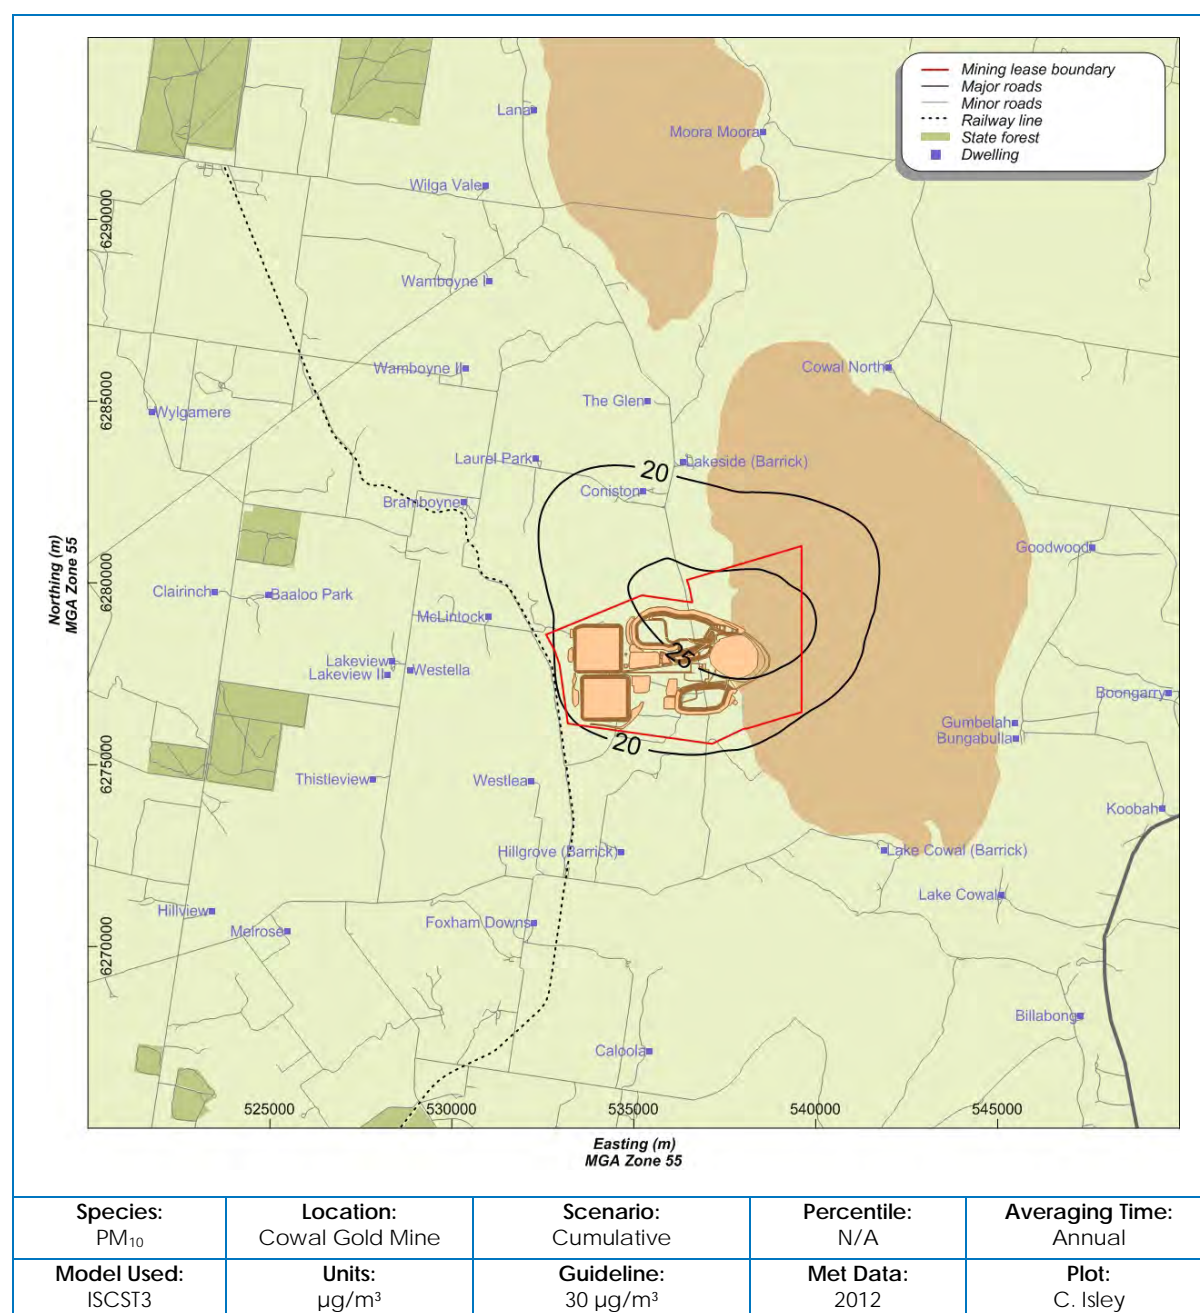 Mining lease boundary
Major roads
Minor roads
Railway line
State forest
Dwelling
Lana
Moora Moora
Wilga Vale
Wamboyne I
Wamboyne II
Cowal North
Wylgamere
The Glen
Laurel Park
Lakeside (Barrick)
20
Coniston
Bramboyne
Goodwood
Clairinch
Baaloo Park
McLintock
25
Lakeview
Lakeview II
Westella
Boongarry
Gumbelah
Bungabulla
20
Thistleview
Westlea
Koobah
Hillgrove (Barrick)
Lake Cowal (Barrick)
Lake Cowal
Hillview
Melrose
Foxham Downs
Billabong
Caloola
6290000
6285000
6280000
6275000
6270000
Northing (m)
MGA Zone 55
525000 530000 535000 540000 545000
Easting (m)
MGA Zone 55
Species: Location: Scenario: Percentile: Averaging Time:
PM₁₀ Cowal Gold Mine Cumulative N/A Annual
Model Used: Units: Guideline: Met Data: Plot:
ISCST3 µg/m³ 30 µg/m³ 2012 C. Isley